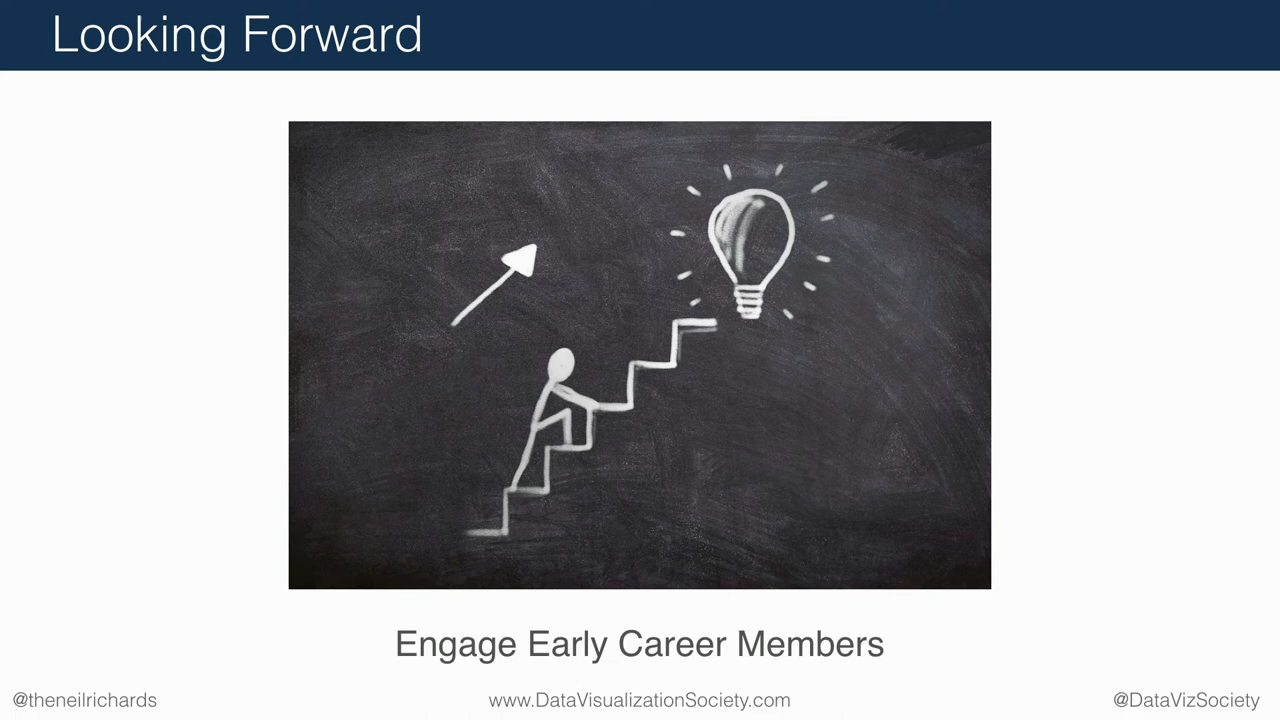 Looking Forward
Engage Early Career Members
@theneilrichards
www.DataVisualizationSociety.com
@DataVizSociety